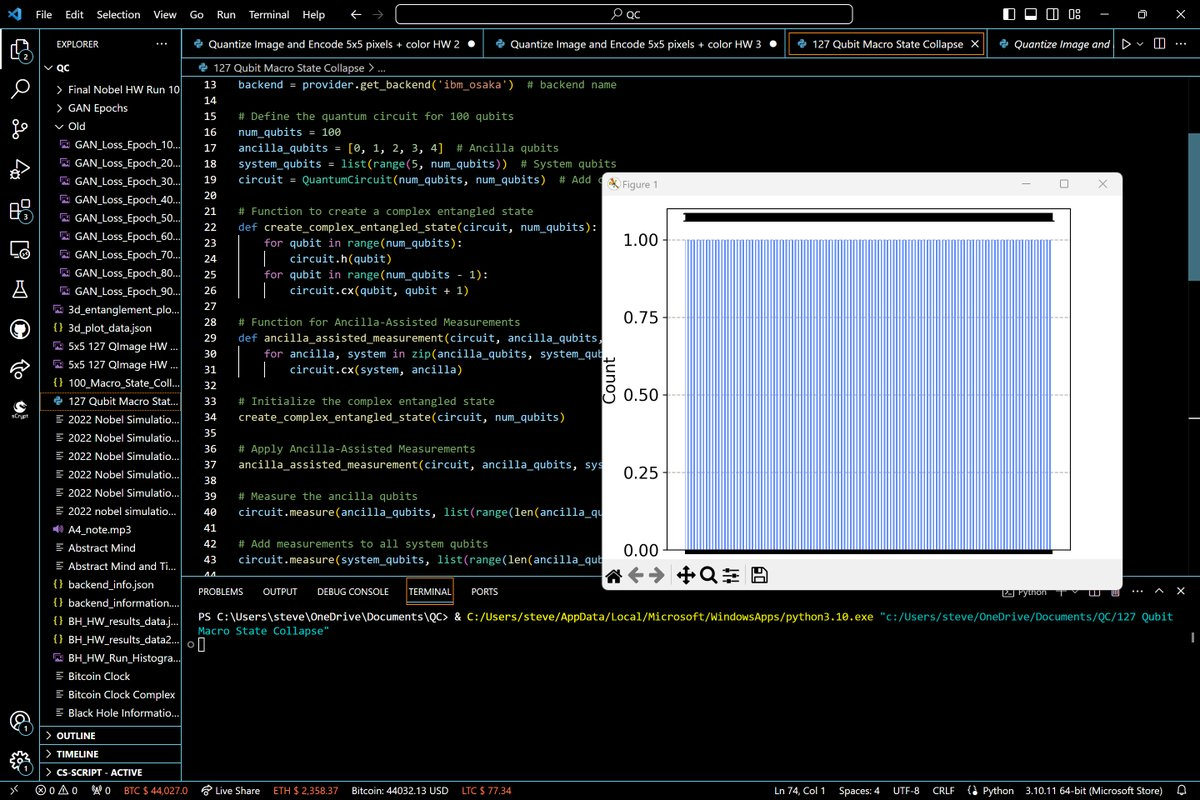 File Edit Selection View Go Run Terminal Help
QC
EXPLORER
Quantize Image and Encode 5x5 pixels + color HW 2
Quantize Image and Encode 5x5 pixels + color HW 3
127 Qubit Macro State Collapse
Quantize Image and
127 Qubit Macro State Collapse > ...
QC
Final Nobel HW Run 10
GAN Epochs
Old
GAN_Loss_Epoch_10...
GAN_Loss_Epoch_20...
GAN_Loss_Epoch_30...
GAN_Loss_Epoch_40...
GAN_Loss_Epoch_50...
GAN_Loss_Epoch_60...
GAN_Loss_Epoch_70...
GAN_Loss_Epoch_80...
GAN_Loss_Epoch_90...
3d_entanglement_plo...
3d_plot_data.json
5x5 127 QImage HW ...
5x5 127 QImage HW ...
100_Macro_State_Coll...
127 Qubit Macro Stat...
2022 Nobel Simulatio...
2022 Nobel Simulatio...
2022 Nobel Simulatio...
2022 Nobel Simulatio...
2022 Nobel Simulatio...
2022 nobel simulatio...
A4_note.mp3
Abstract Mind
Abstract Mind and Ti...
backend_info.json
backend_information....
BH_HW_results_data.j...
BH_HW_results_data2...
BH_HW_Run_Histogra...
Bitcoin Clock
Bitcoin Clock Complex
Black Hole Informatio...
OUTLINE
TIMELINE
CS-SCRIPT - ACTIVE
13 backend = provider.get_backend('ibm_osaka')  # backend name
14
15 # Define the quantum circuit for 100 qubits
16 num_qubits = 100
17 ancilla_qubits = [0, 1, 2, 3, 4]  # Ancilla qubits
18 system_qubits = list(range(5, num_qubits))  # System qubits
19 circuit = QuantumCircuit(num_qubits, num_qubits)  # Add c
20
21 # Function to create a complex entangled state
22 def create_complex_entangled_state(circuit, num_qubits):
23 for qubit in range(num_qubits):
24 circuit.h(qubit)
25 for qubit in range(num_qubits - 1):
26 circuit.cx(qubit, qubit + 1)
27
28 # Function for Ancilla-Assisted Measurements
29 def ancilla_assisted_measurement(circuit, ancilla_qubits,
30 for ancilla, system in zip(ancilla_qubits, system_qub
31 circuit.cx(system, ancilla)
32
33 # Initialize the complex entangled state
34 create_complex_entangled_state(circuit, num_qubits)
35
36 # Apply Ancilla-Assisted Measurements
37 ancilla_assisted_measurement(circuit, ancilla_qubits, sys
38
39 # Measure the ancilla qubits
40 circuit.measure(ancilla_qubits, list(range(len(ancilla_qu
41
42 # Add measurements to all system qubits
43 circuit.measure(system_qubits, list(range(len(ancilla_qub
44
Figure 1
1.00
0.75
0.50
0.25
0.00
Count
PROBLEMS OUTPUT DEBUG CONSOLE TERMINAL PORTS
Python
PS C:\Users\steve\OneDrive\Documents\QC> & C:/Users/steve/AppData/Local/Microsoft/WindowsApps/python3.10.exe "c:/Users/steve/OneDrive/Documents/QC/127 Qubit
Macro State Collapse"
2
3
sCrypt
1
1
0 0 0 BTC $ 44,027.0 Live Share ETH $ 2,358.37 Bitcoin: 44032.13 USD LTC $ 77.34 Ln 74, Col 1 Spaces: 4 UTF-8 CRLF Python 3.10.11 64-bit (Microsoft Store)